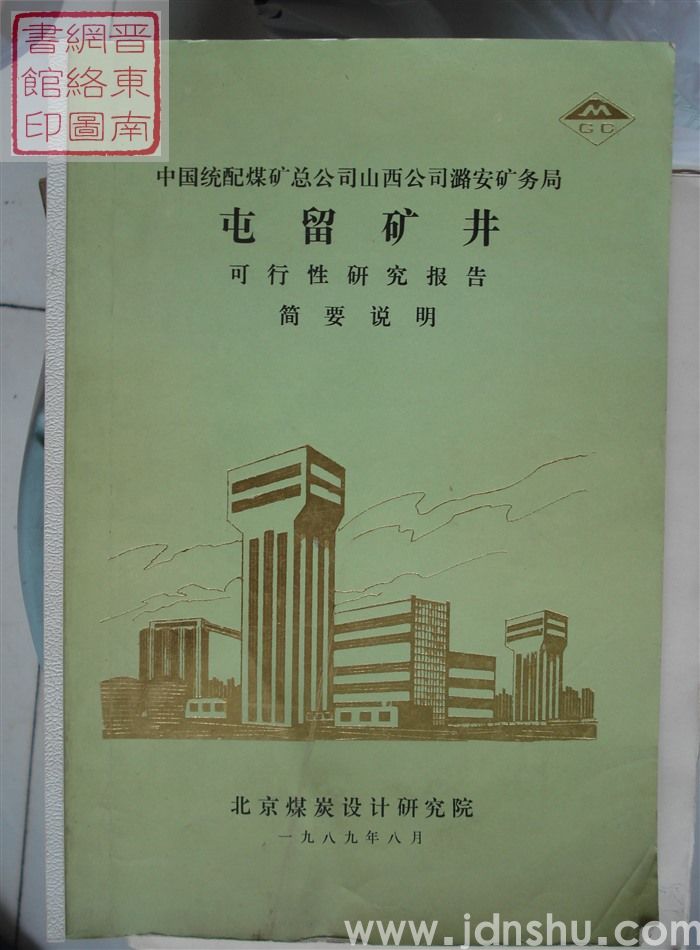 晋东南
網絡圖
書館印
M
GC
中国统配煤矿总公司山西公司潞安矿务局
屯留矿井
可行性研究报告
简要说明
北京煤炭设计研究院
一九八九年八月
www.jdnshu.com